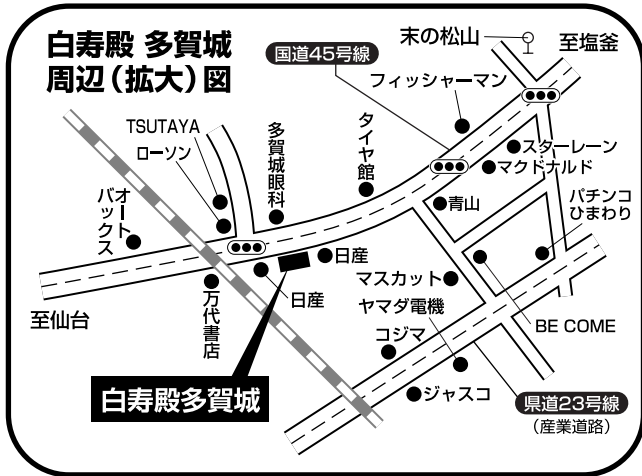 白寿殿 多賀城
周辺(拡大)図
国道45号線
末の松山
至塩釜
フィッシャーマン
TSUTAYA
ローソン
多賀城眼科
タイヤ館
スターレーン
マクドナルド
オートバックス
青山
パチンコ
ひまわり
日産
日産
マスカット
万代書店
ヤマダ電機
BE COME
至仙台
コジマ
白寿殿多賀城
ジャスコ
県道23号線
(産業道路)